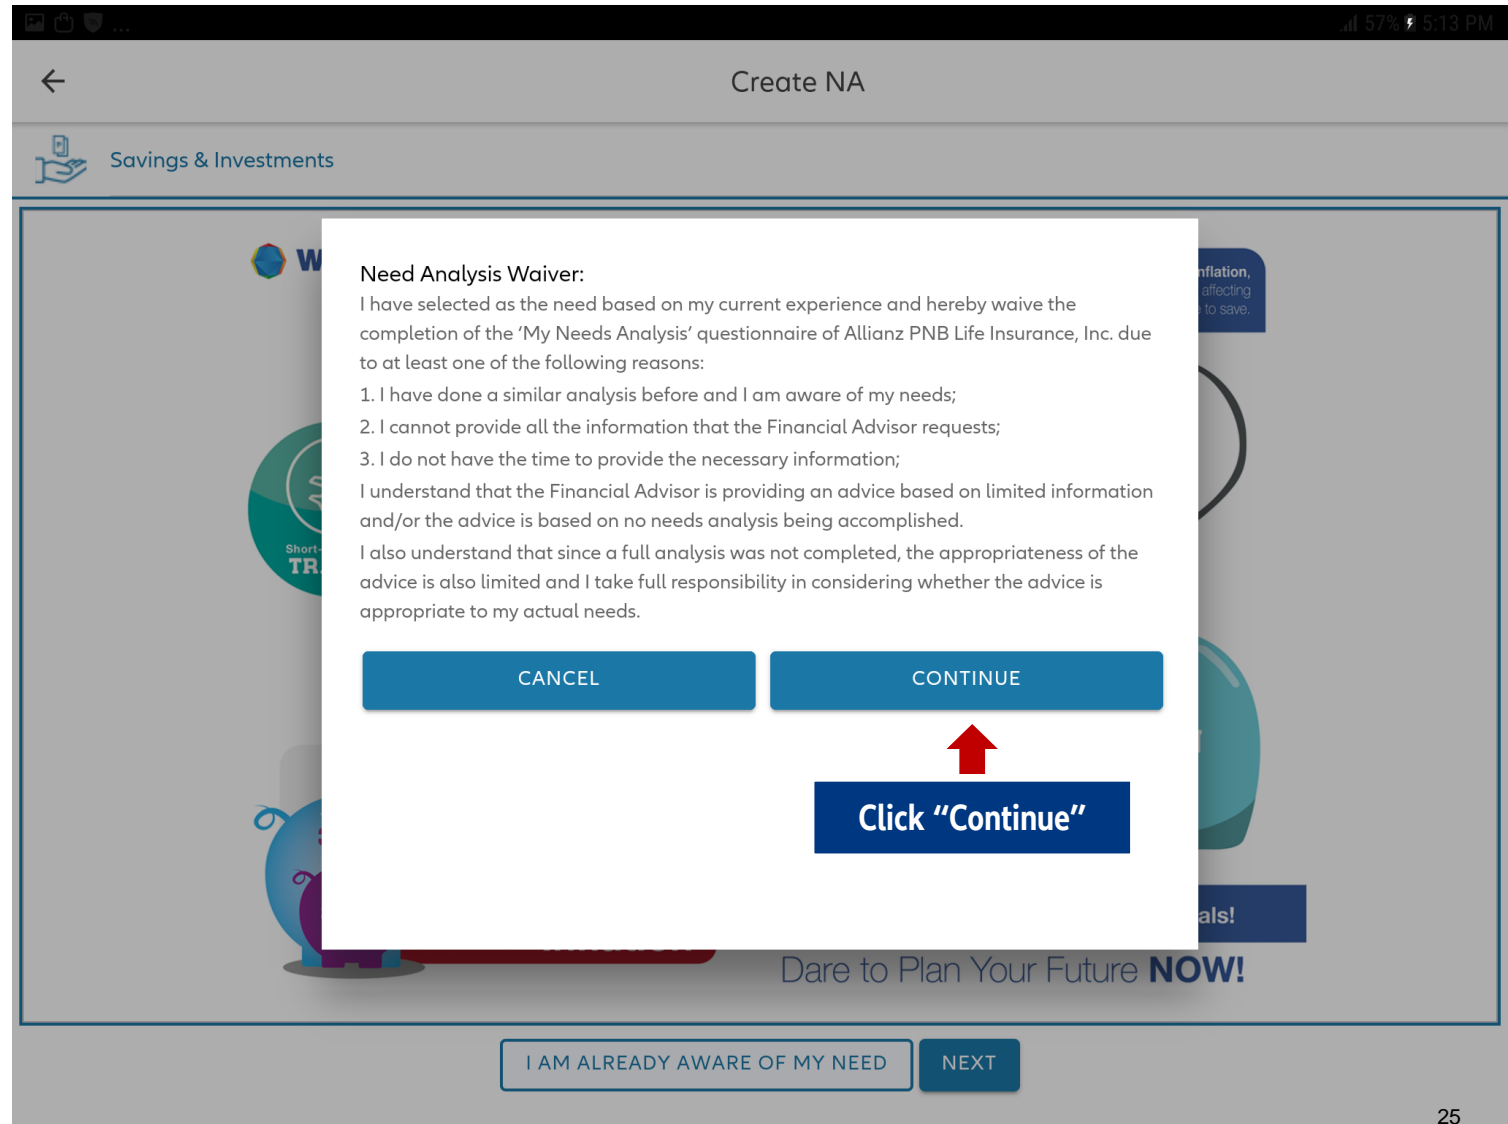 ... 57% 5:13 PM
Create NA
Savings & Investments
W
nflation,
affecting
to save.
Need Analysis Waiver:
I have selected as the need based on my current experience and hereby waive the
completion of the ‘My Needs Analysis’ questionnaire of Allianz PNB Life Insurance, Inc. due
to at least one of the following reasons:
1. I have done a similar analysis before and I am aware of my needs;
2. I cannot provide all the information that the Financial Advisor requests;
3. I do not have the time to provide the necessary information;
I understand that the Financial Advisor is providing an advice based on limited information
and/or the advice is based on no needs analysis being accomplished.
I also understand that since a full analysis was not completed, the appropriateness of the
advice is also limited and I take full responsibility in considering whether the advice is
appropriate to my actual needs.
Short-
TR
CANCEL CONTINUE
Click “Continue”
als!
Dare to Plan Your Future NOW!
I AM ALREADY AWARE OF MY NEED NEXT
25